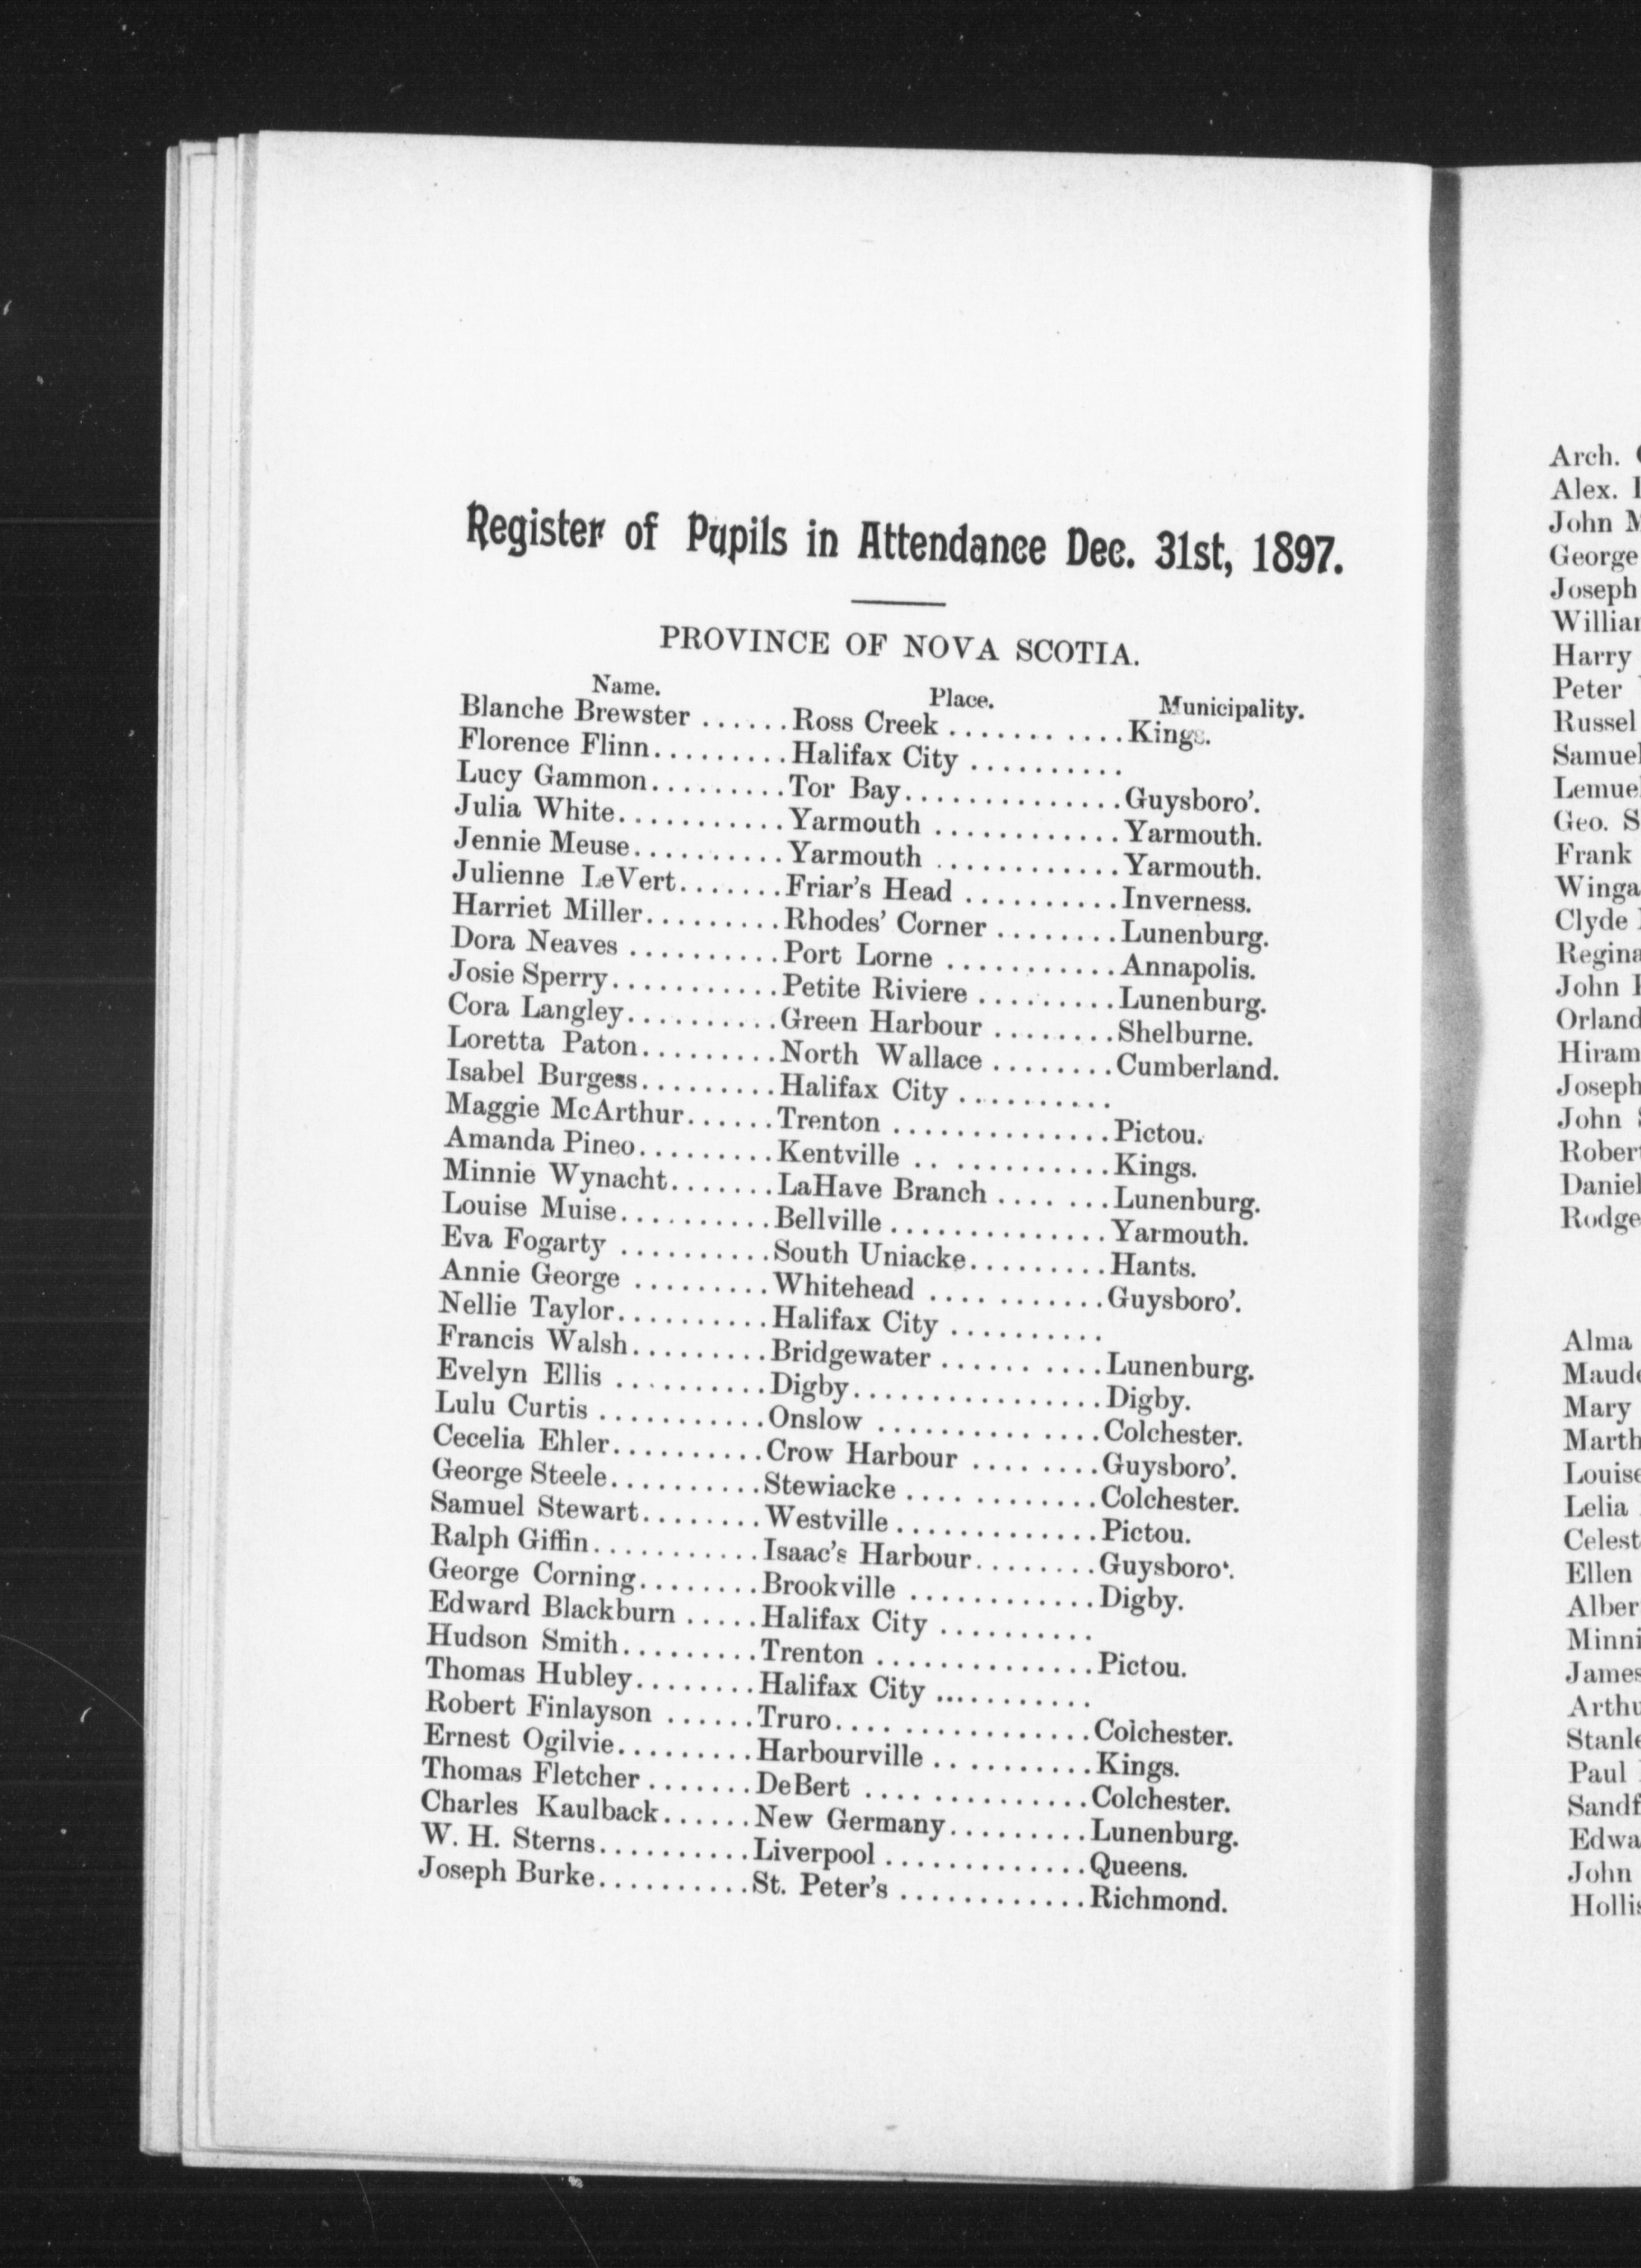 Register of Pupils in Attendance Dec. 31st, 1897.
PROVINCE OF NOVA SCOTIA.
Name. Place. Municipality.
Blanche Brewster ...... Ross Creek ........... Kings.
Florence Flinn......... Halifax City ..........
Lucy Gammon......... Tor Bay.............. Guysboro'.
Julia White........... Yarmouth ............ Yarmouth.
Jennie Meuse.......... Yarmouth ............ Yarmouth.
Julienne LeVert....... Friar's Head .......... Inverness.
Harriet Miller......... Rhodes' Corner ........ Lunenburg.
Dora Neaves .......... Port Lorne ........... Annapolis.
Josie Sperry........... Petite Riviere ......... Lunenburg.
Cora Langley.......... Green Harbour ........ Shelburne.
Loretta Paton......... North Wallace ........ Cumberland.
Isabel Burgess......... Halifax City ..........
Maggie McArthur...... Trenton .............. Pictou.
Amanda Pineo......... Kentville ............. Kings.
Minnie Wynacht....... LaHave Branch ....... Lunenburg.
Louise Muise.......... Bellville .............. Yarmouth.
Eva Fogarty .......... South Uniacke......... Hants.
Annie George ......... Whitehead ........... Guysboro'.
Nellie Taylor.......... Halifax City ..........
Francis Walsh......... Bridgewater .......... Lunenburg.
Evelyn Ellis .......... Digby................ Digby.
Lulu Curtis ........... Onslow .............. Colchester.
Cecelia Ehler.......... Crow Harbour ........ Guysboro'.
George Steele.......... Stewiacke ............ Colchester.
Samuel Stewart........ Westville ............. Pictou.
Ralph Giffin........... Isaac's Harbour........ Guysboro'.
George Corning........ Brookville ............ Digby.
Edward Blackburn ..... Halifax City ..........
Hudson Smith......... Trenton .............. Pictou.
Thomas Hubley........ Halifax City ...........
Robert Finlayson ...... Truro................ Colchester.
Ernest Ogilvie......... Harbourville .......... Kings.
Thomas Fletcher ....... DeBert .............. Colchester.
Charles Kaulback...... New Germany......... Lunenburg.
W. H. Sterns.......... Liverpool ............. Queens.
Joseph Burke.......... St. Peter's ............ Richmond.
Arch.
Alex.
John
George
Joseph
Harry
Peter
Russel
Geo. S
Frank
Clyde
John
Hiram
Joseph
John
Alma
Mary
Lelia
Ellen
Paul
John